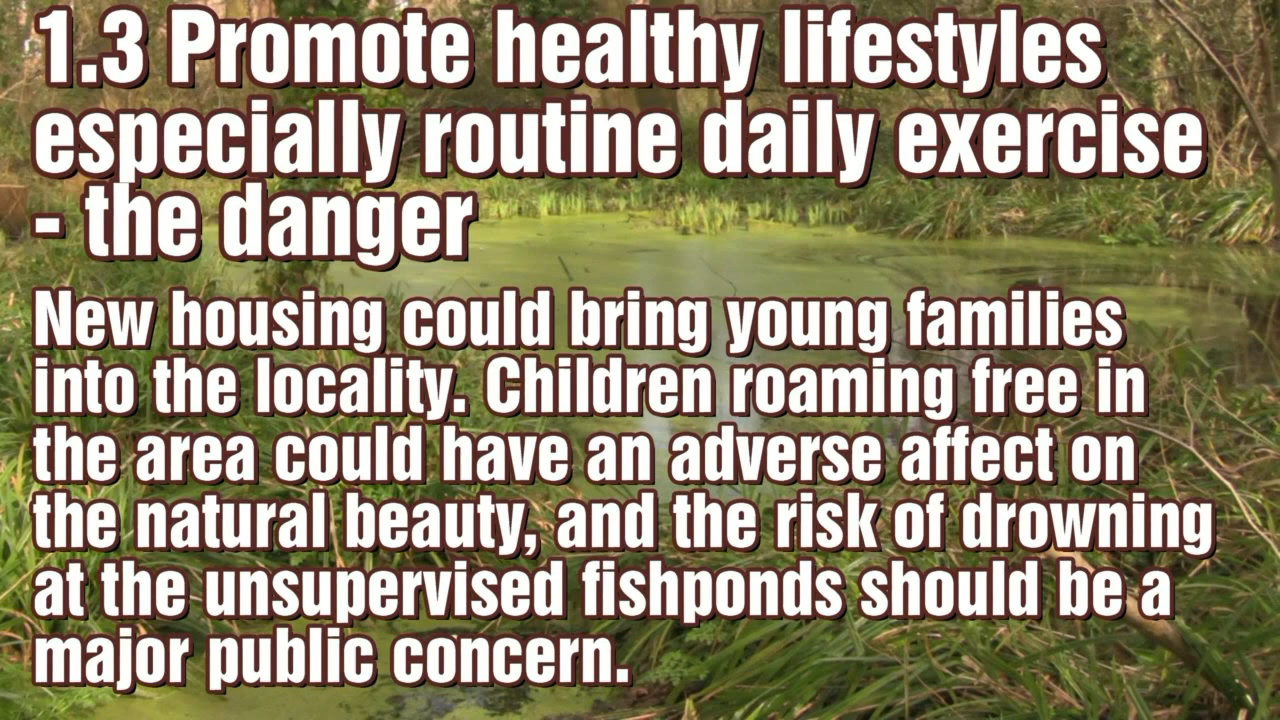 1.3 Promote healthy lifestyles
especially routine daily exercise
- the danger
New housing could bring young families
into the locality. Children roaming free in
the area could have an adverse affect on
the natural beauty, and the risk of drowning
at the unsupervised fishponds should be a
major public concern.